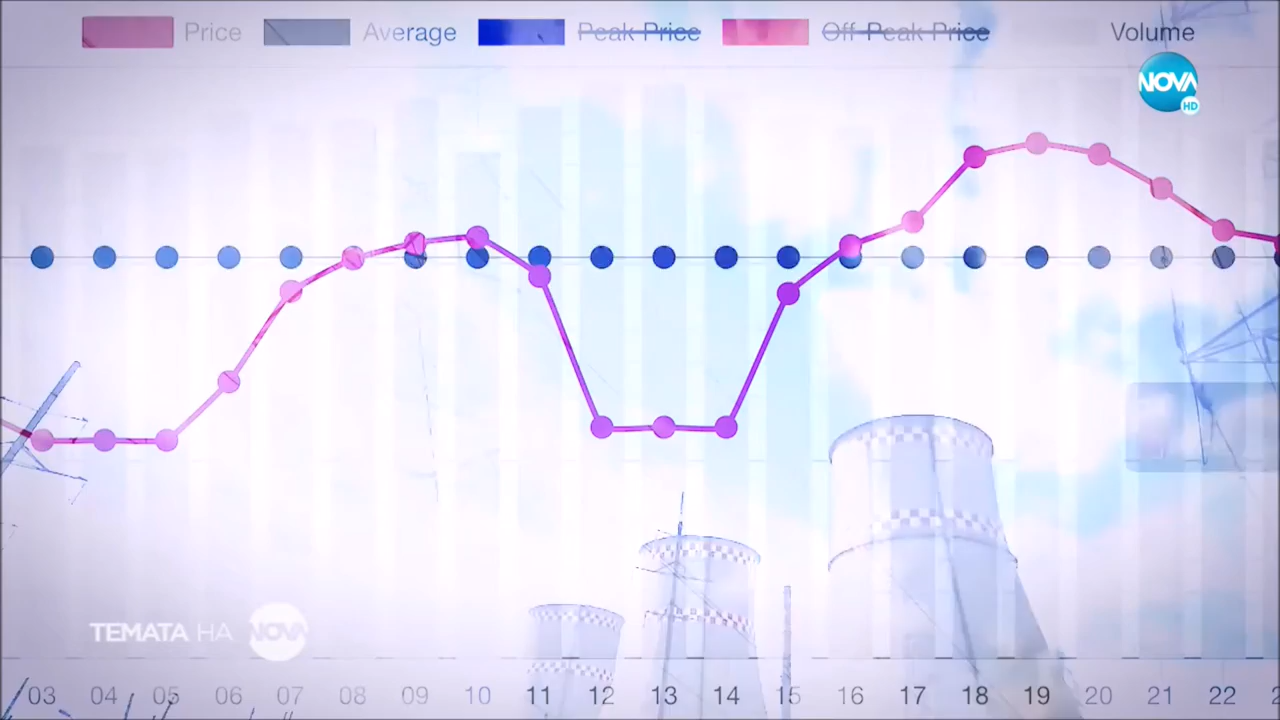 Price Average Peak Price Off-Peak Price Volume
NOVA
HD
ТЕМАТА НА NOVA
03 04 05 06 07 08 09 10 11 12 13 14 15 16 17 18 19 20 21 22